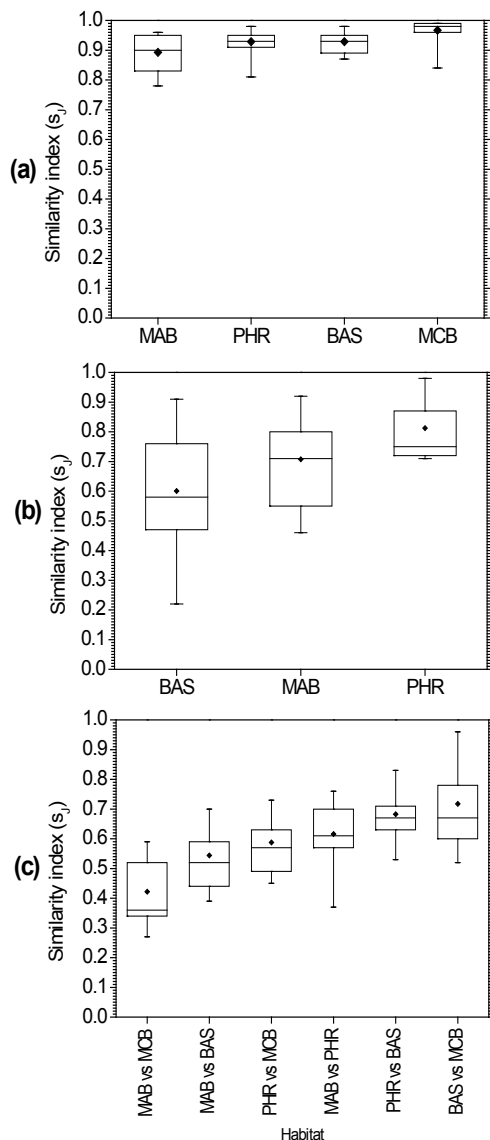 (a)
Similarity index (sJ)
1.0
0.9
0.8
0.7
0.6
0.5
0.4
0.3
0.2
0.1
0.0
MAB PHR BAS MCB
(b)
Similarity index (sJ)
1.0
0.9
0.8
0.7
0.6
0.5
0.4
0.3
0.2
0.1
0.0
BAS MAB PHR
(c)
Similarity index (sJ)
1.0
0.9
0.8
0.7
0.6
0.5
0.4
0.3
0.2
0.1
0.0
MAB vs MCB
MAB vs BAS
PHR vs MCB
MAB vs PHR
PHR vs BAS
BAS vs MCB
Habitat